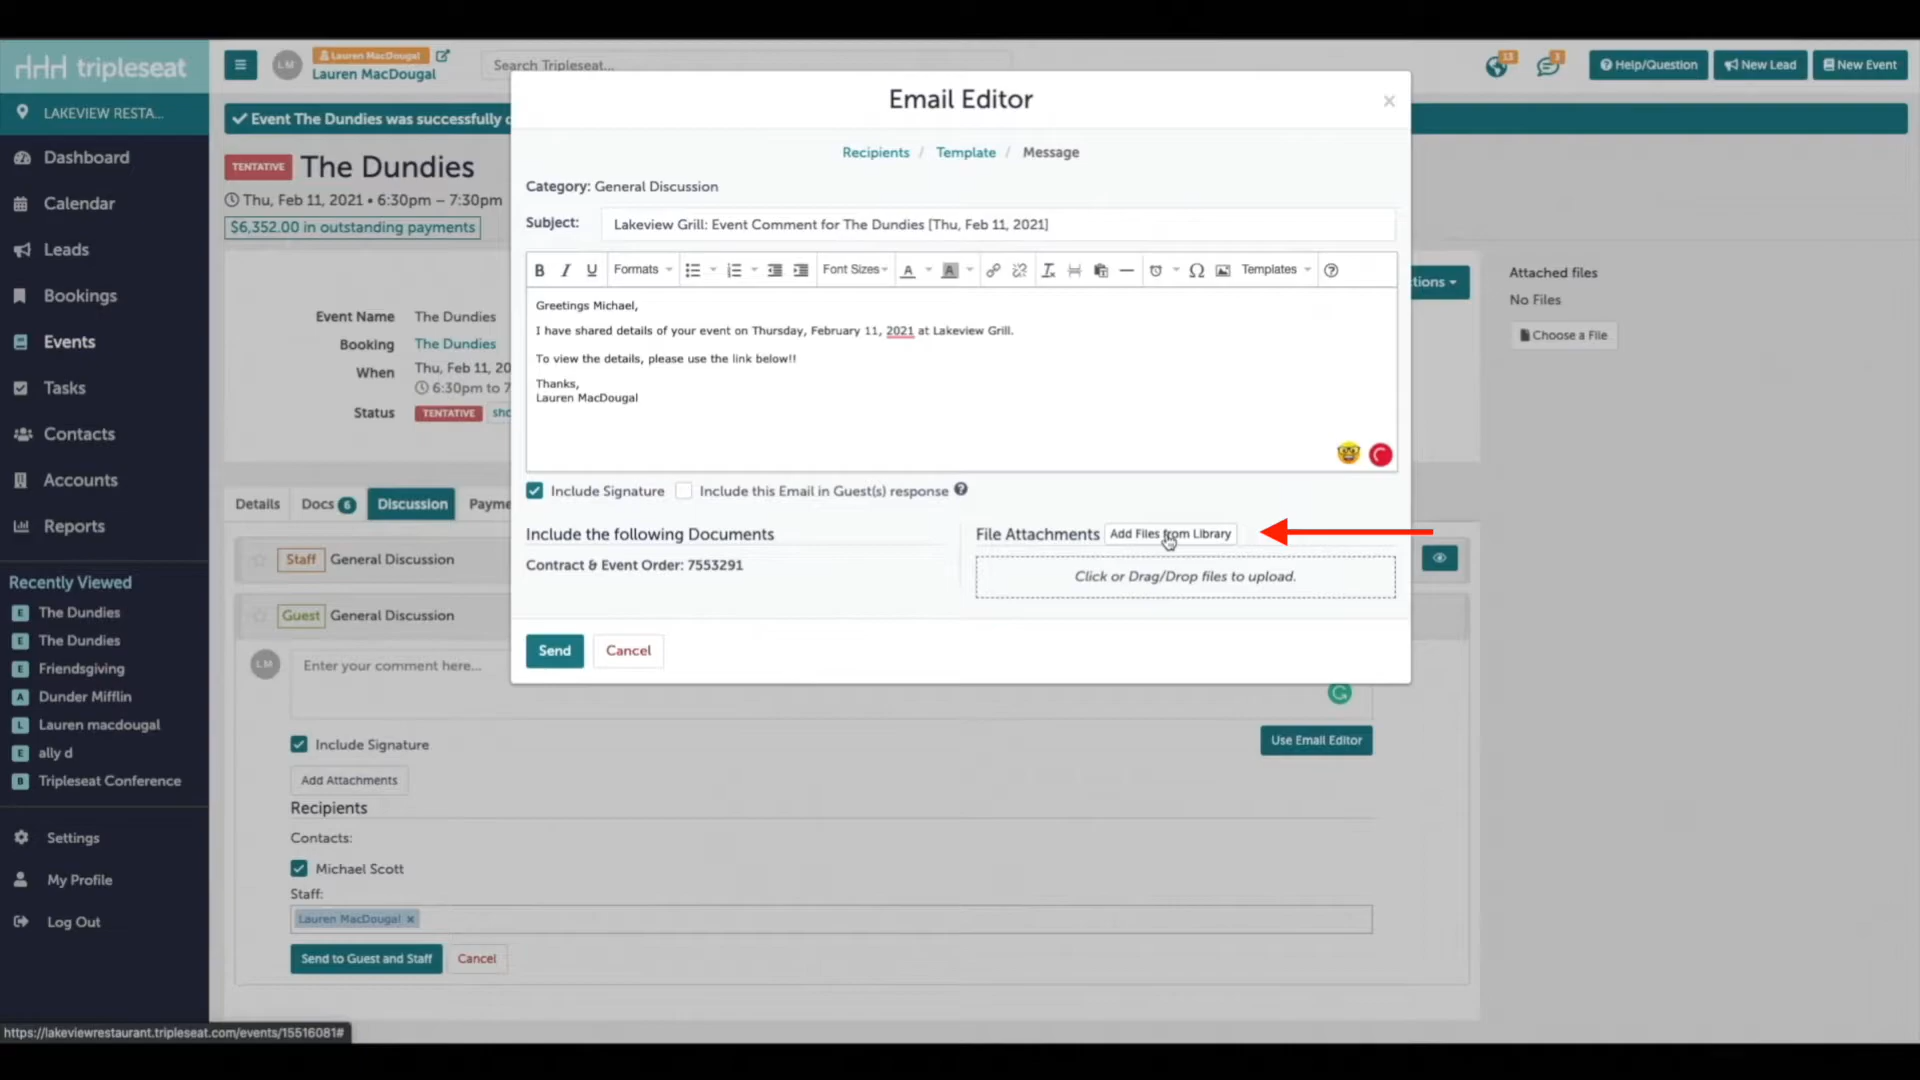 tripleseat
LM
Lauren MacDougal
Lauren MacDougal
Search Tripleseat...
13
3
Help/Question
New Lead
New Event
LAKEVIEW RESTA...
Dashboard
Calendar
Leads
Bookings
Events
Tasks
Contacts
Accounts
Reports
Recently Viewed
E The Dundies
E The Dundies
E Friendsgiving
A Dunder Mifflin
L Lauren macdougal
E ally d
B Tripleseat Conference
Settings
My Profile
Log Out
https://lakeviewrestaurant.tripleseat.com/events/15516081#
Event The Dundies was successfully
TENTATIVE The Dundies
Thu, Feb 11, 2021 • 6:30pm – 7:30pm
$6,352.00 in outstanding payments
Event Name The Dundies
Booking The Dundies
When Thu, Feb 11, 20
6:30pm to 7
Status TENTATIVE
Details Docs 6 Discussion Payme
Staff General Discussion
Guest General Discussion
LM
Enter your comment here...
Include Signature
Use Email Editor
Add Attachments
Recipients
Contacts:
Michael Scott
Staff:
Lauren MacDougal ×
Send to Guest and Staff Cancel
Email Editor
×
Recipients / Template / Message
Category: General Discussion
Subject: Lakeview Grill: Event Comment for The Dundies [Thu, Feb 11, 2021]
B I U Formats Font Sizes A A Ω Templates
Greetings Michael,
I have shared details of your event on Thursday, February 11, 2021 at Lakeview Grill.
To view the details, please use the link below!!
Thanks,
Lauren MacDougal
Include Signature Include this Email in Guest(s) response
Include the following Documents
Contract & Event Order: 7553291
File Attachments Add Files from Library
Click or Drag/Drop files to upload.
Send Cancel
Attached files
No Files
Choose a File